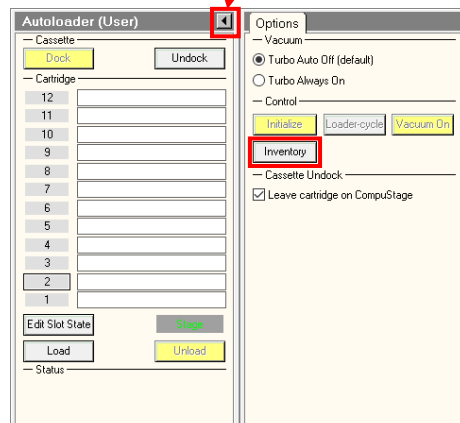 Autoloader (User)
Cassette
Dock
Undock
Cartridge
12
11
10
9
8
7
6
5
4
3
2
1
Edit Slot State
Stage
Load
Unload
Status
Options
Vacuum
Turbo Auto Off (default)
Turbo Always On
Control
Initialize
Loader-cycle
Vacuum On
Inventory
Cassette Undock
Leave cartridge on CompuStage